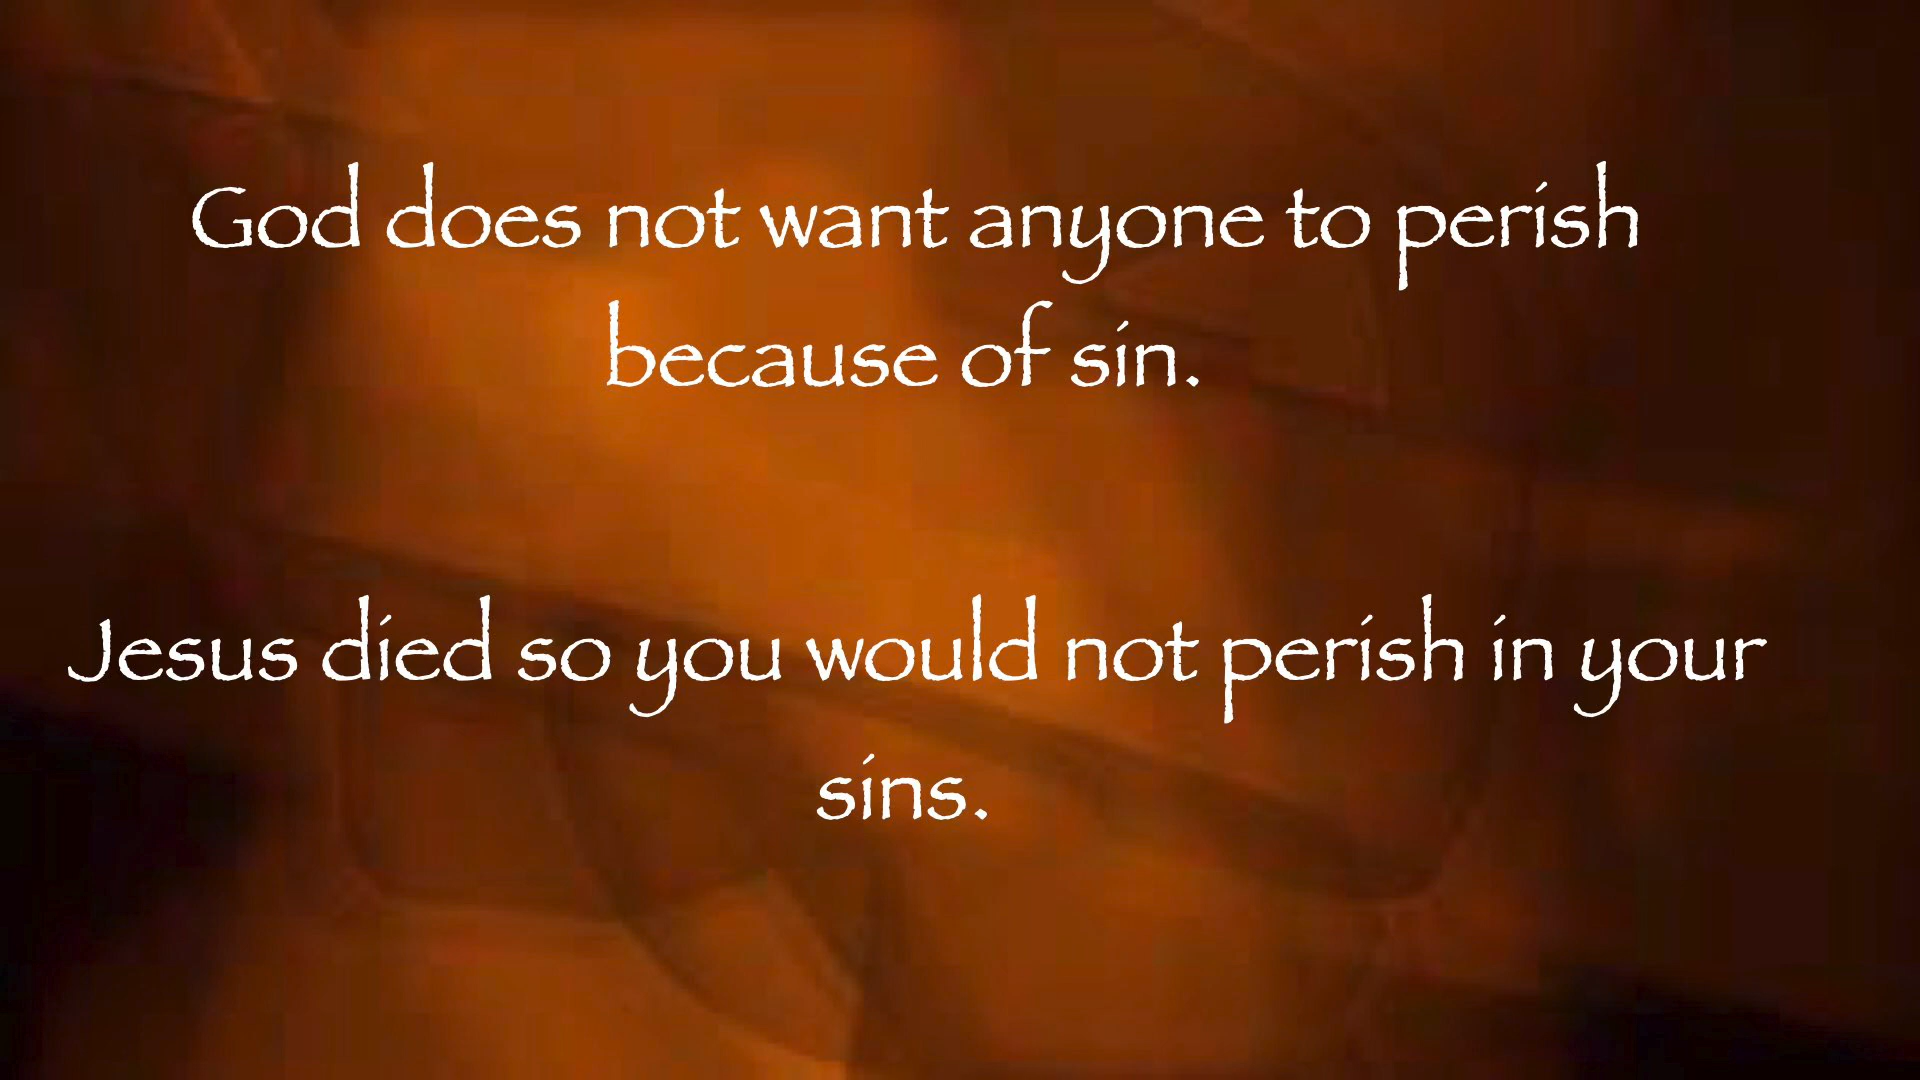 God does not want anyone to perish
because of sin.
Jesus died so you would not perish in your
sins.